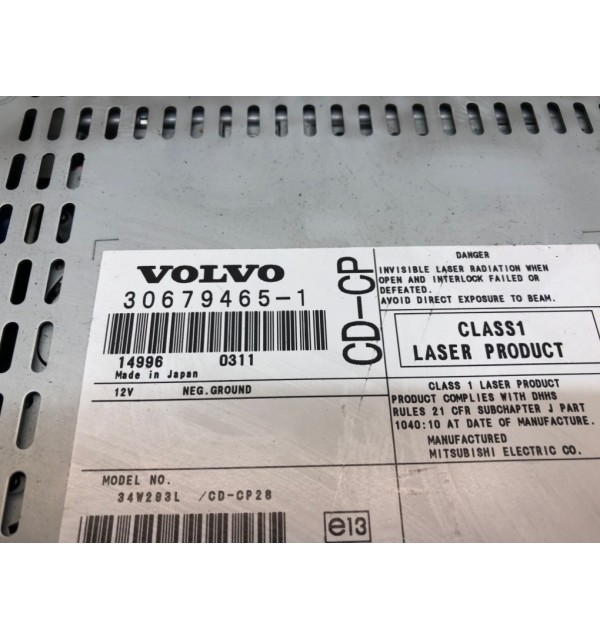 VOLVO
30679465-1
14996 0311
Made in Japan
12V NEG.GROUND
CD-CP
DANGER
INVISIBLE LASER RADIATION WHEN
OPEN AND INTERLOCK FAILED OR
DEFEATED.
AVOID DIRECT EXPOSURE TO BEAM.
CLASS1
LASER PRODUCT
CLASS 1 LASER PRODUCT
PRODUCT COMPLIES WITH DHHS
RULES 21 CFR SUBCHAPTER J PART
1040:10 AT DATE OF MANUFACTURE.
MANUFACTURED
MITSUBISHI ELECTRIC CO.
MODEL NO.
34W293L /CD-CP28
e13